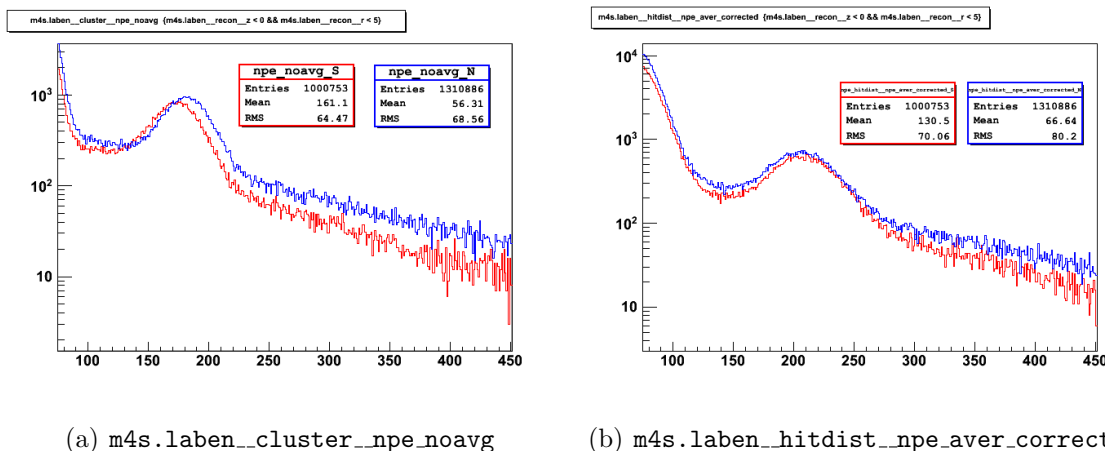 m4s.laben__cluster__npe_noavg {m4s.laben__recon__z < 0 && m4s.laben__recon__r < 5}
npe_noavg_S
Entries 1000753
Mean 161.1
RMS 64.47
npe_noavg_N
Entries 1310886
Mean 56.31
RMS 68.56
10³
10²
10
100 150 200 250 300 350 400 450
(a) m4s.laben__cluster__npe_noavg
m4s.laben__hitdist__npe_aver_corrected {m4s.laben__recon__z < 0 && m4s.laben__recon__r < 5}
npe_hitdist__npe_aver_corrected_S
Entries 1000753
Mean 130.5
RMS 70.06
npe_hitdist__npe_aver_corrected_N
Entries 1310886
Mean 66.64
RMS 80.2
10⁴
10³
10²
10
100 150 200 250 300 350 400 450
(b) m4s.laben__hitdist__npe_aver_correct